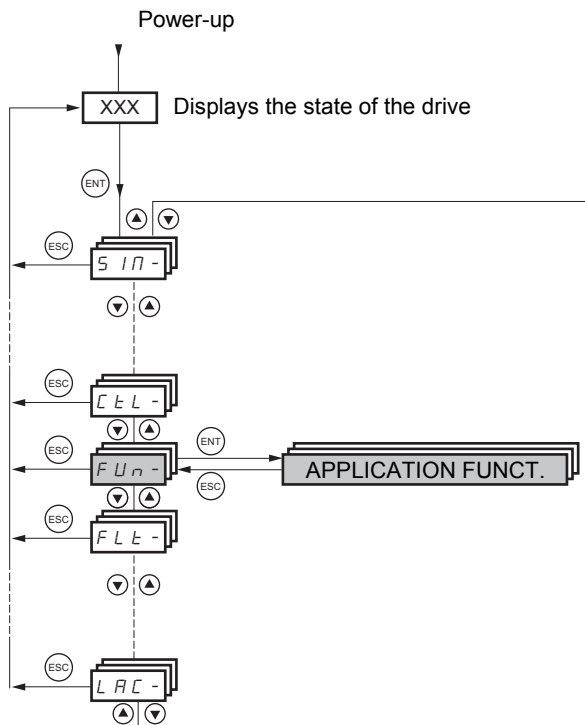 Power-up
XXX Displays the state of the drive
ENT
ESC
SIM-
ESC
CtL-
ESC
ENT
FUn- APPLICATION FUNCT.
ESC
ESC
FLt-
ESC
LAC-